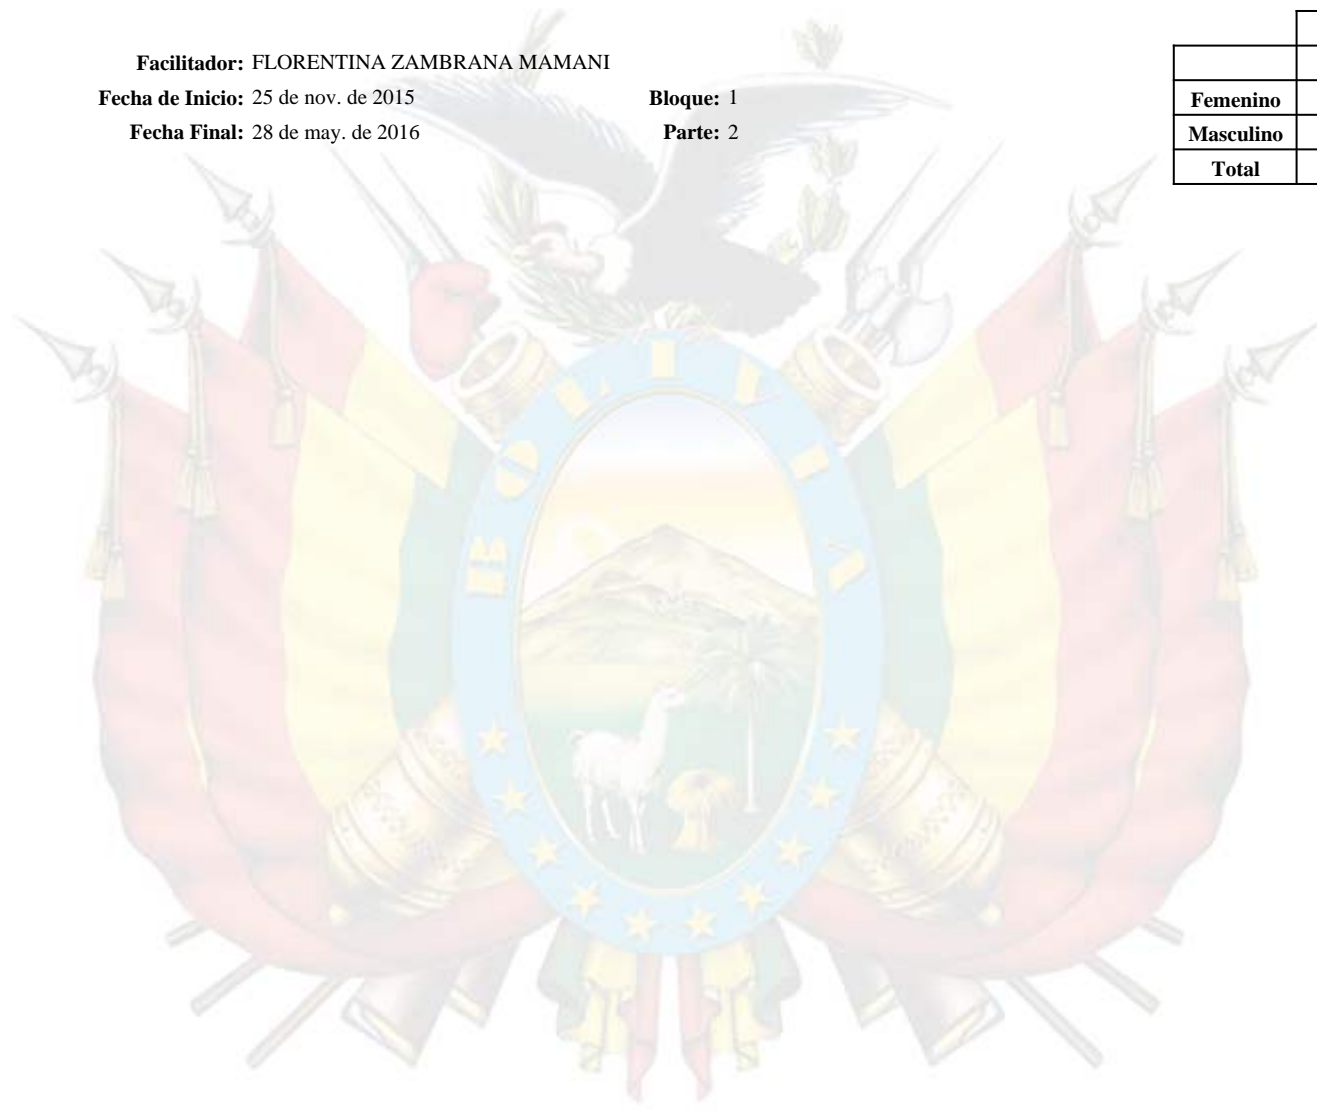 Facilitador: FLORENTINA ZAMBRANA MAMANI
Fecha de Inicio: 25 de nov. de 2015 Bloque: 1
Fecha Final: 28 de may. de 2016 Parte: 2
Femenino
Masculino
Total
BOLIVIA